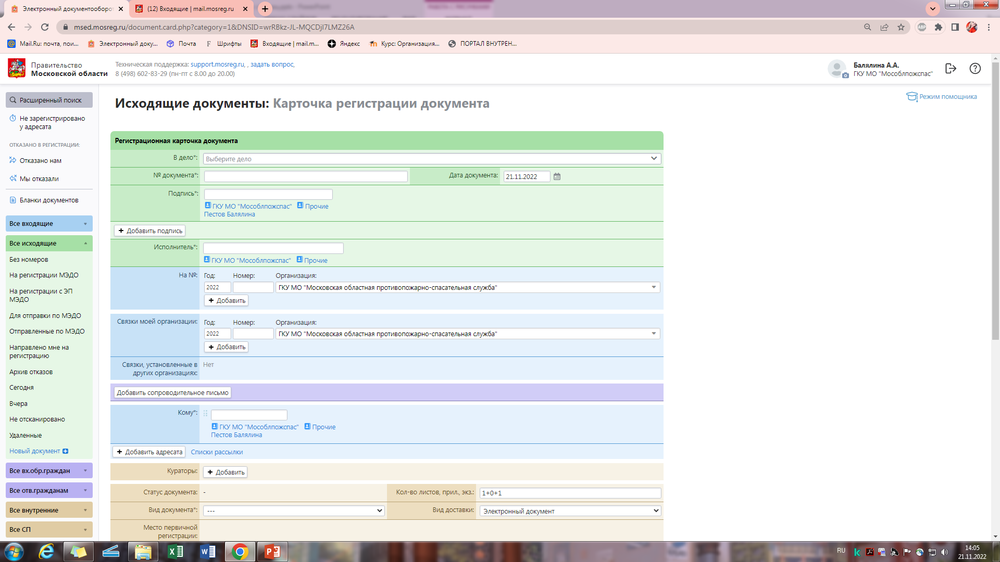 Электронный документооборот
(12) Входящие | mail.mosreg.ru
PowerPoint
msed.mosreg.ru/document.card.php?category=1&DNSID=wrRBkz-JL-MQCDjI7LMZ26A
ABP
Mail.Ru: почта, пои...
Электронный доку...
Почта
F Шрифты
Входящие | mail.m...
Яндекс
Курс: Организация...
ПОРТАЛ ВНУТРЕН...
Правительство
Московской области
Техническая поддержка: support.mosreg.ru, , задать вопрос,
8 (498) 602-83-29 (пн-пт с 8.00 до 20.00)
Балялина А.А.
ГКУ МО "Мособлпожспас"
Расширенный поиск
Не зарегистрировано
у адресата
ОТКАЗАНО В РЕГИСТРАЦИИ:
Отказано нам
Мы отказали
Бланки документов
Все входящие
Все исходящие
Без номеров
На регистрации МЭДО
На регистрации с ЭП
МЭДО
Для отправки по МЭДО
Отправленные по МЭДО
Направлено мне на
регистрацию
Архив отказов
Сегодня
Вчера
Не отсканировано
Удаленные
Новый документ
Все вх.обр.граждан
Все отв.гражданам
Все внутренние
Все СП
Исходящие документы: Карточка регистрации документа
Режим помощника
Регистрационная карточка документа
В дело*: Выберите дело
№ документа*:
Дата документа: 21.11.2022
Подпись*:
ГКУ МО "Мособлпожспас" Прочие
Пестов Балялина
+ Добавить подпись
Исполнитель*:
ГКУ МО "Мособлпожспас" Прочие
На №: Год: Номер: Организация:
2022 ГКУ МО "Московская областная противопожарно-спасательная служба"
+ Добавить
Связки моей организации: Год: Номер: Организация:
2022 ГКУ МО "Московская областная противопожарно-спасательная служба"
+ Добавить
Связки, установленные в
других организациях:
Нет
Добавить сопроводительное письмо
Кому*:
ГКУ МО "Мособлпожспас" Прочие
Пестов Балялина
+ Добавить адресата Списки рассылки
Кураторы: + Добавить
Статус документа: -
Кол-во листов, прил., экз.: 1+0+1
Вид документа*: ---
Вид доставки: Электронный документ
Место первичной
регистрации:
RU
14:05
21.11.2022